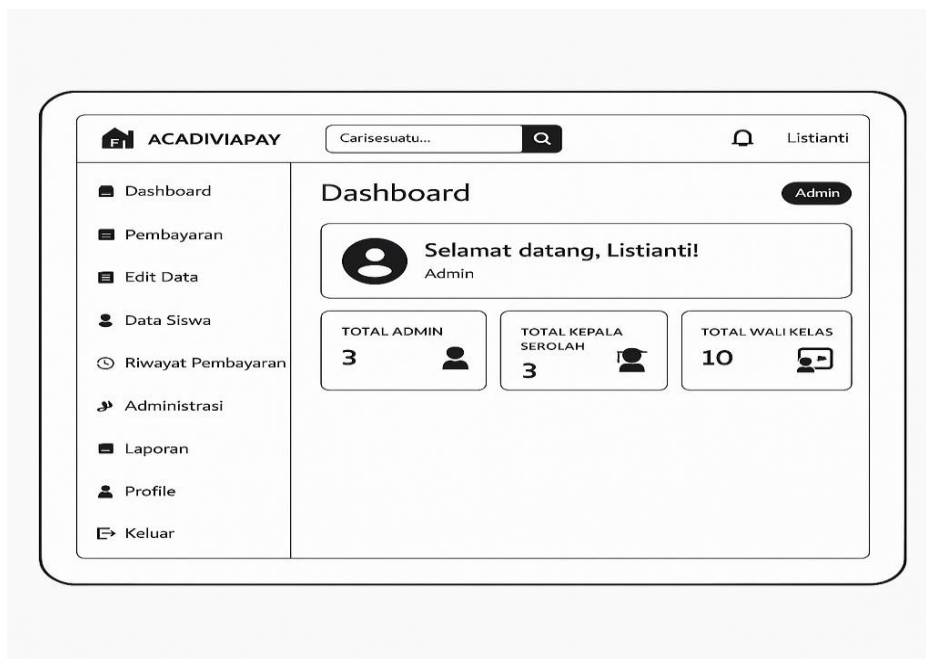 ACADIVIAPAY
Carisesuatu...
Listianti
Dashboard
Pembayaran
Edit Data
Data Siswa
Riwayat Pembayaran
Administrasi
Laporan
Profile
Keluar
Dashboard
Admin
Selamat datang, Listianti!
Admin
TOTAL ADMIN
3
TOTAL KEPALA
SEROLAH
3
TOTAL WALI KELAS
10